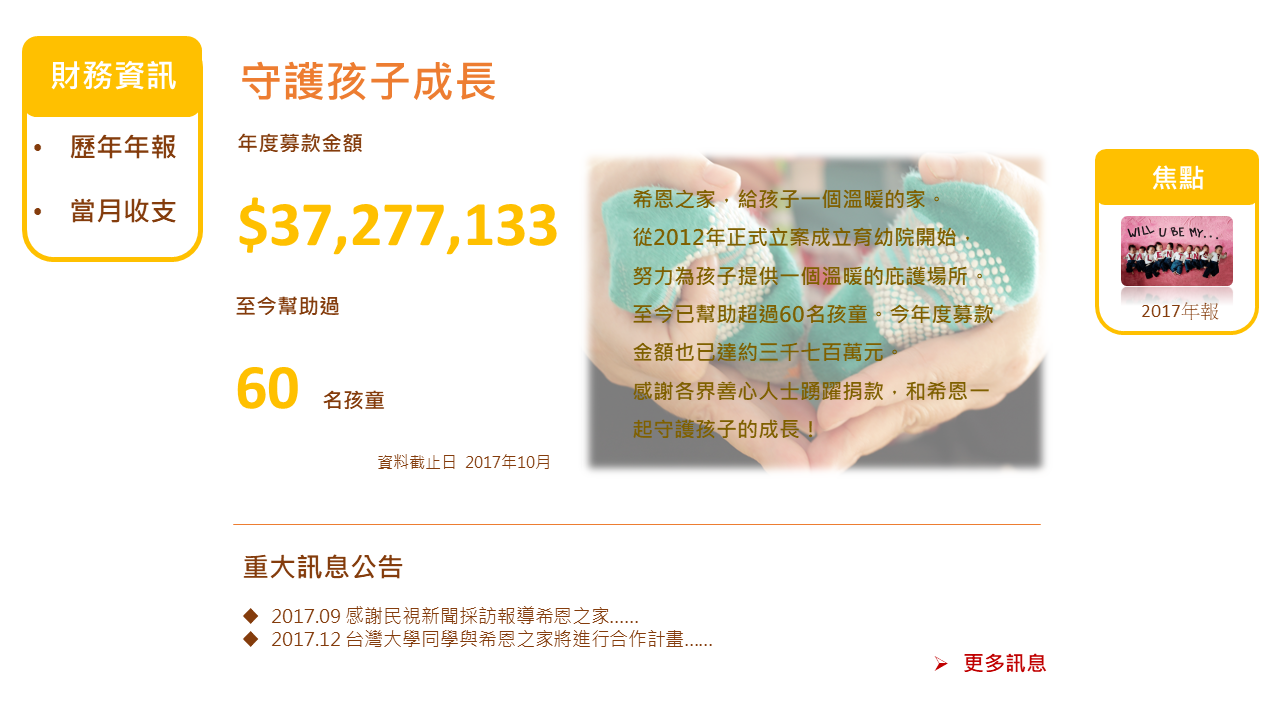 財務資訊
• 歷年年報
• 當月收支
守護孩子成長
年度募款金額
$37,277,133
至今幫助過
60 名孩童
資料截止日 2017年10月
希恩之家，給孩子一個溫暖的家。
從2012年正式立案成立育幼院開始，
努力為孩子提供一個溫暖的庇護場所。
至今已幫助超過60名孩童。今年度募款
金額也已達約三千七百萬元。
感謝各界善心人士踴躍捐款，和希恩一
起守護孩子的成長！
焦點
WILL U BE MY...
2017年報
重大訊息公告
◆ 2017.09 感謝民視新聞採訪報導希恩之家......
◆ 2017.12 台灣大學同學與希恩之家將進行合作計畫......
➢ 更多訊息